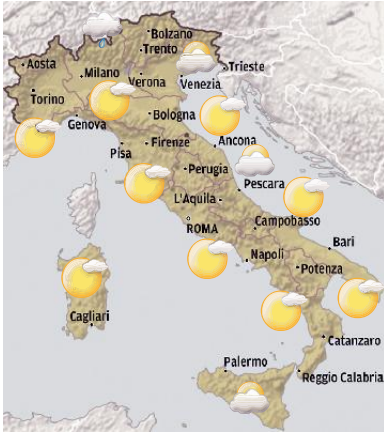 Bolzano
Trento
Aosta
Milano
Trieste
Verona
Venezia
Torino
Genova
Bologna
Pisa
Firenze
Ancona
Perugia
Pescara
L'Aquila
ROMA
Campobasso
Bari
Napoli
Potenza
Cagliari
Catanzaro
Palermo
Reggio Calabria